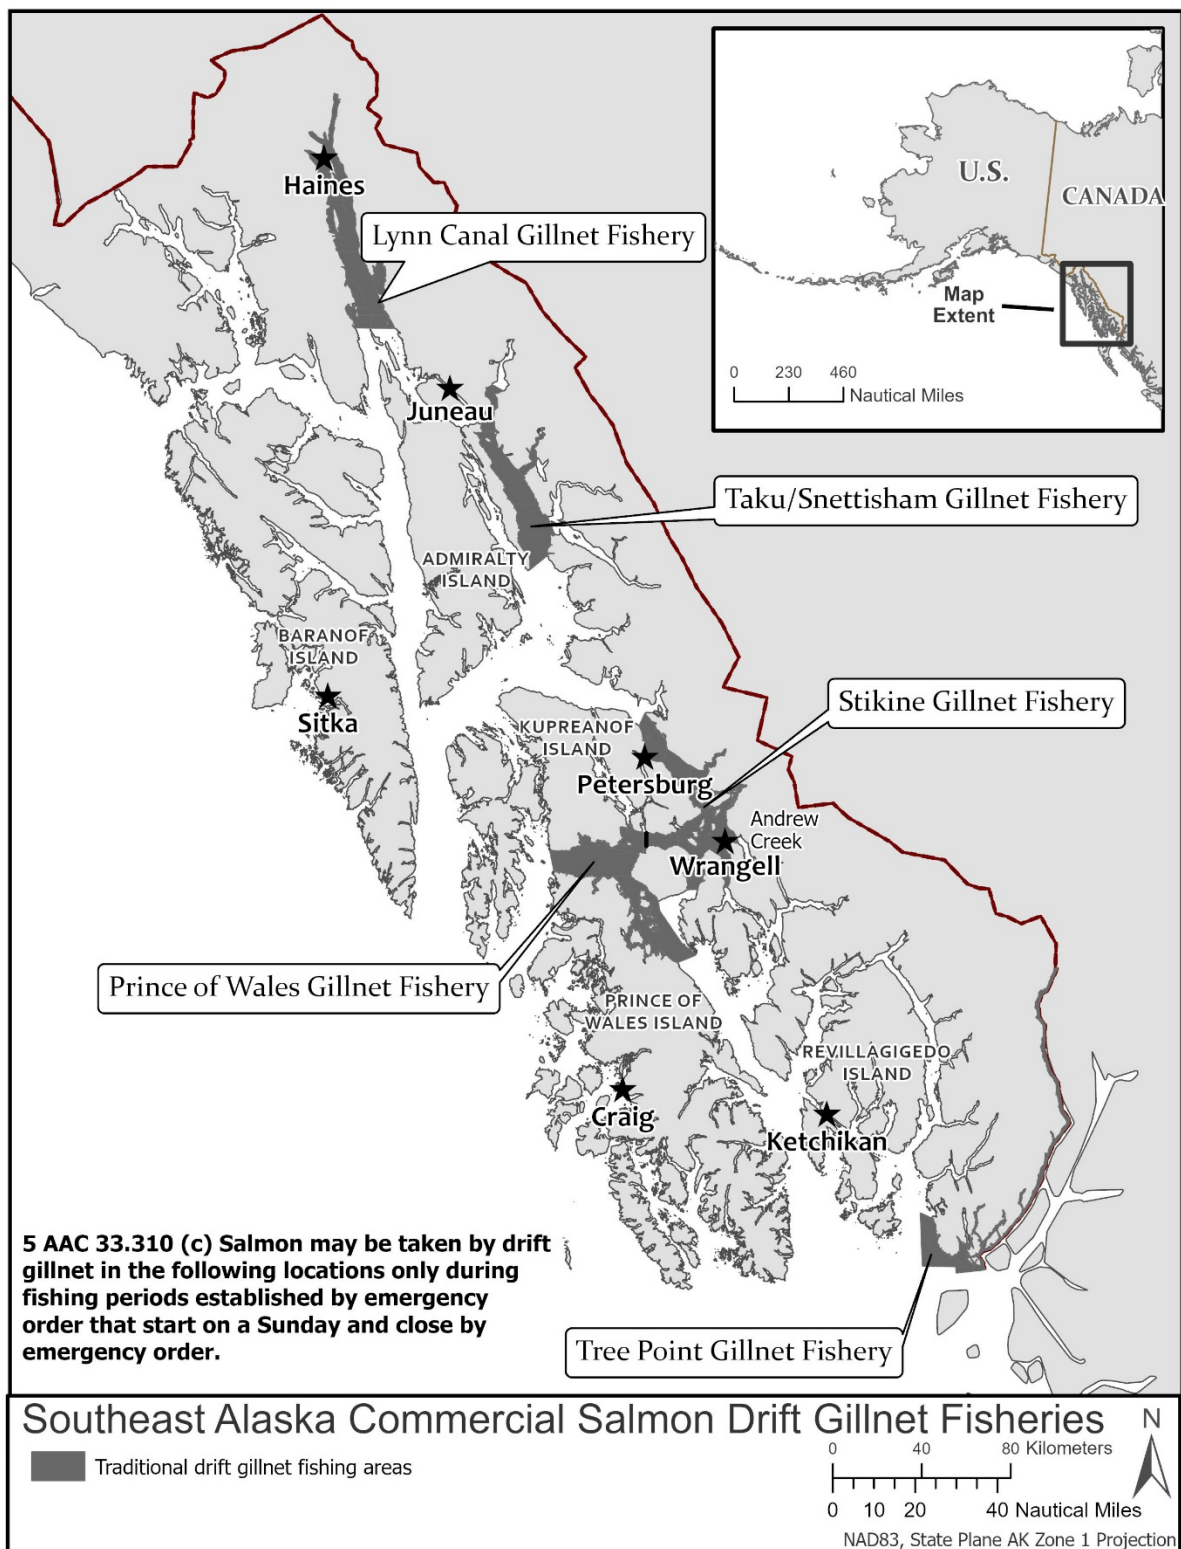 Haines
Lynn Canal Gillnet Fishery
U.S.
CANADA
Map
Extent
0 230 460
Nautical Miles
Juneau
Taku/Snettisham Gillnet Fishery
ADMIRALTY
ISLAND
BARANOF
ISLAND
Sitka
Stikine Gillnet Fishery
KUPREANOF
ISLAND
Petersburg
Andrew
Creek
Wrangell
Prince of Wales Gillnet Fishery
PRINCE OF
WALES ISLAND
REVILLAGIGEDO
ISLAND
Craig
Ketchikan
5 AAC 33.310 (c) Salmon may be taken by drift
gillnet in the following locations only during
fishing periods established by emergency
order that start on a Sunday and close by
emergency order.
Tree Point Gillnet Fishery
Southeast Alaska Commercial Salmon Drift Gillnet Fisheries
N
Traditional drift gillnet fishing areas
0 40 80 Kilometers
0 10 20 40 Nautical Miles
NAD83, State Plane AK Zone 1 Projection